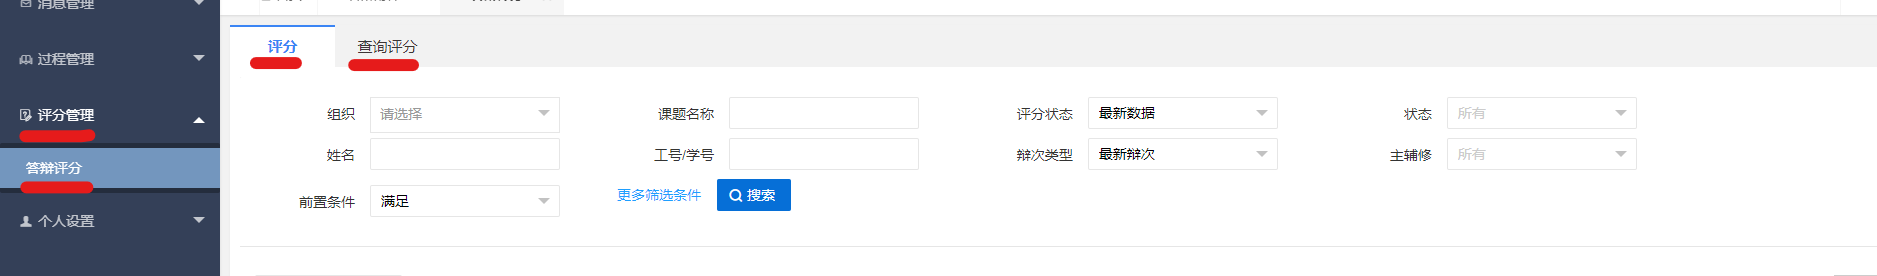 消息管理
过程管理
评分管理
答辩评分
个人设置
评分 查询评分
组织 请选择 课题名称 评分状态 最新数据 状态 所有
姓名 工号/学号 辩次类型 最新辩次 主辅修 所有
前置条件 满足 更多筛选条件 搜索